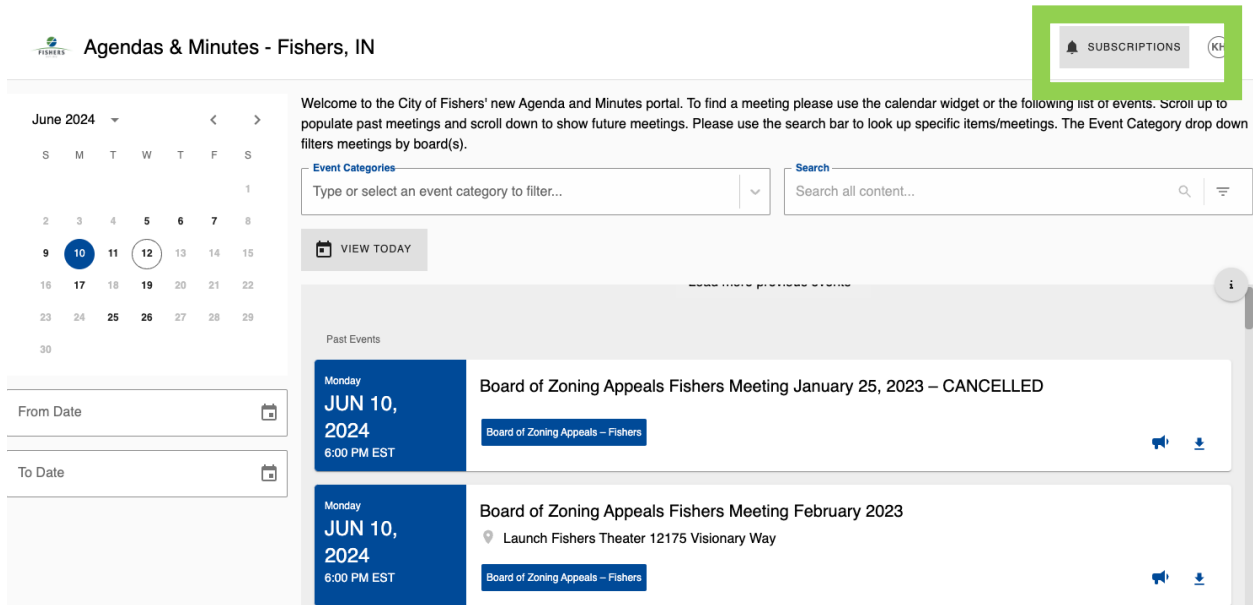 FISHERS
Agendas & Minutes - Fishers, IN
SUBSCRIPTIONS
KH
June 2024
S M T W T F S
1
2 3 4 5 6 7 8
9 10 11 12 13 14 15
16 17 18 19 20 21 22
23 24 25 26 27 28 29
30
From Date
To Date
Welcome to the City of Fishers' new Agenda and Minutes portal. To find a meeting please use the calendar widget or the following list of events. Scroll up to
populate past meetings and scroll down to show future meetings. Please use the search bar to look up specific items/meetings. The Event Category drop down
filters meetings by board(s).
Event Categories
Type or select an event category to filter...
Search
Search all content...
VIEW TODAY
Load more previous events
i
Past Events
Monday
JUN 10,
2024
6:00 PM EST
Board of Zoning Appeals Fishers Meeting January 25, 2023 – CANCELLED
Board of Zoning Appeals – Fishers
Monday
JUN 10,
2024
6:00 PM EST
Board of Zoning Appeals Fishers Meeting February 2023
Launch Fishers Theater 12175 Visionary Way
Board of Zoning Appeals – Fishers